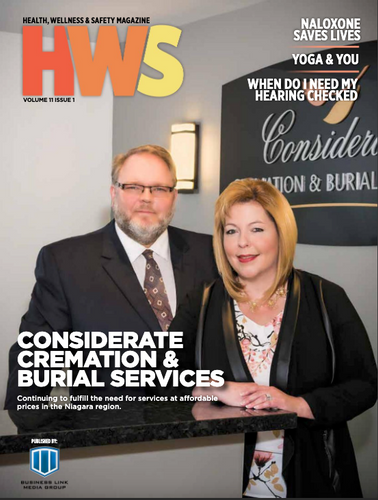 HEALTH, WELLNESS & SAFETY MAGAZINE
HWS
VOLUME 11 ISSUE 1
NALOXONE
SAVES LIVES
YOGA & YOU
WHEN DO I NEED MY
HEARING CHECKED
& BURIAL
CONSIDERATE
CREMATION &
BURIAL SERVICES
Continuing to fulfill the need for services at affordable
prices in the Niagara region.
PUBLISHED BY:
BUSINESS LINK
MEDIA GROUP